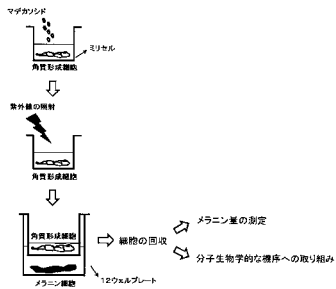 マデカソシド
ミリセル
角質形成細胞
紫外線の照射
角質形成細胞
角質形成細胞
細胞の回収
メラニン量の測定
分子生物学的な機序への取り組み
メラニン細胞
12ウェルプレート